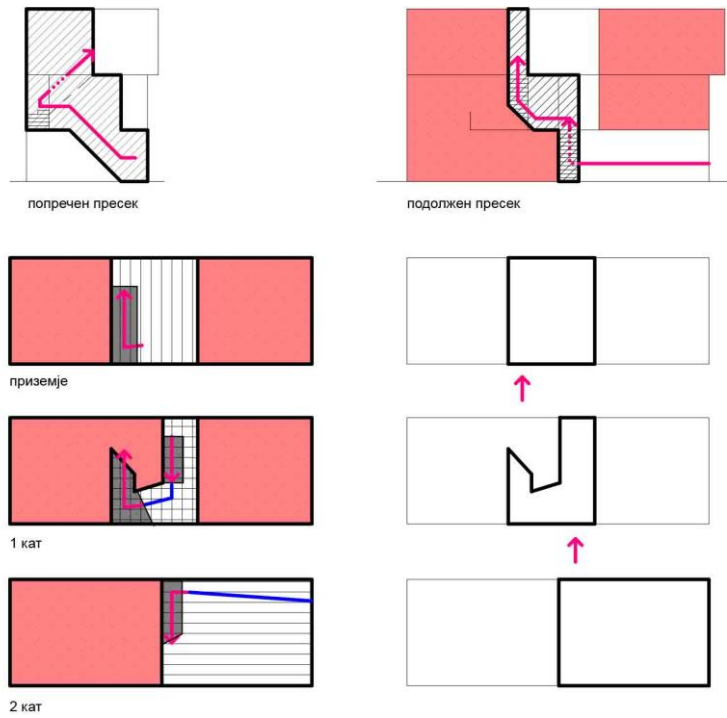 попречен пресек
подолжен пресек
приземје
1 кат
2 кат